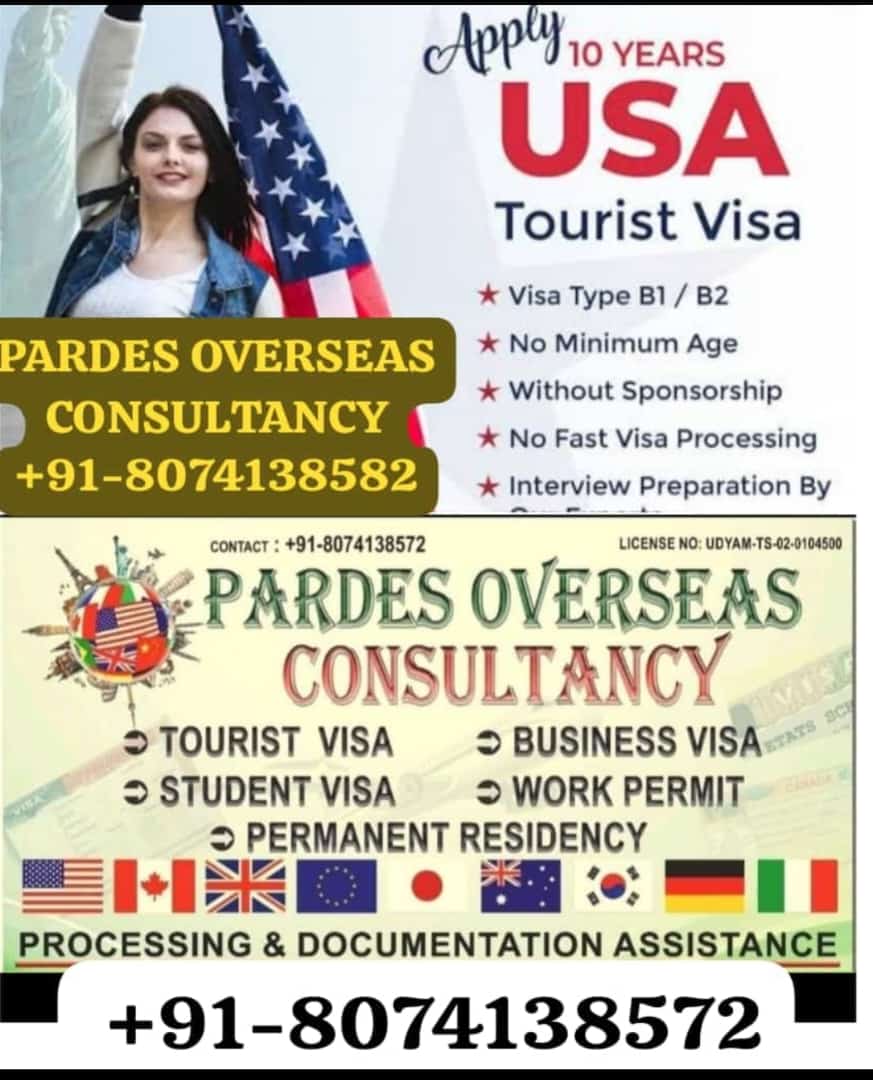 Apply 10 YEARS
USA
Tourist Visa
★ Visa Type B1 / B2
★ No Minimum Age
★ Without Sponsorship
★ No Fast Visa Processing
★ Interview Preparation By
PARDES OVERSEAS
CONSULTANCY
+91-8074138582
CONTACT : +91-8074138572
LICENSE NO: UDYAM-TS-02-0104500
PARDES OVERSEAS
CONSULTANCY
➲ TOURIST VISA ➲ BUSINESS VISA
➲ STUDENT VISA ➲ WORK PERMIT
➲ PERMANENT RESIDENCY
PROCESSING & DOCUMENTATION ASSISTANCE
+91-8074138572